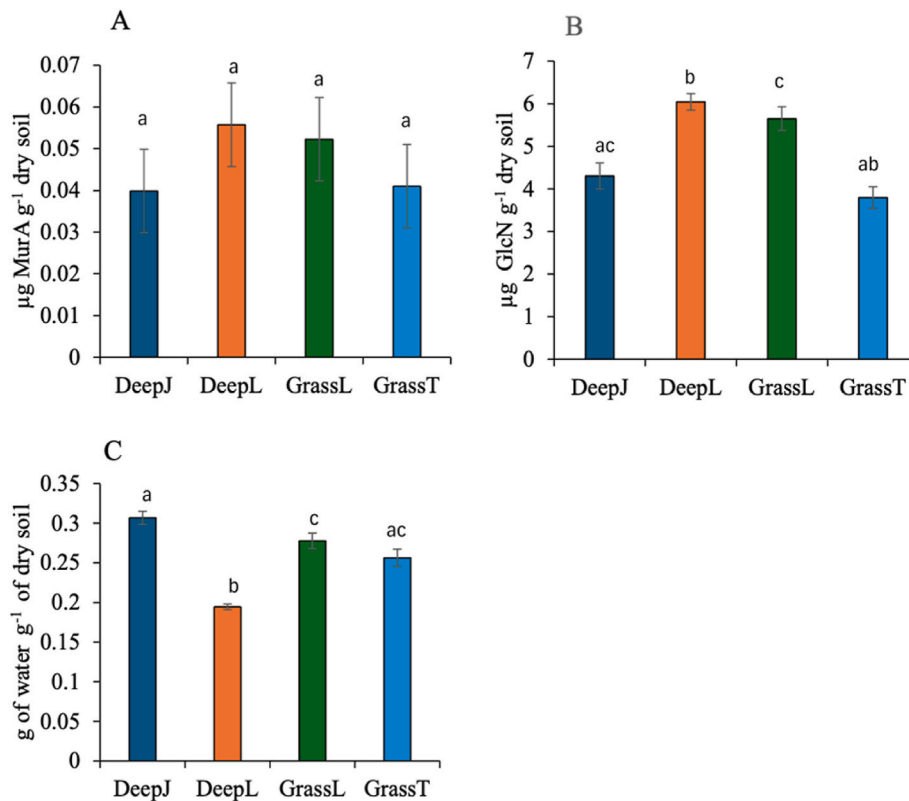 A
µg MurA g⁻¹ dry soil
0.07
0.06
0.05
0.04
0.03
0.02
0.01
0
a
a
a
a
DeepJ DeepL GrassL GrassT
B
µg GlcN g⁻¹ dry soil
7
6
5
4
3
2
1
0
ac
b
c
ab
DeepJ DeepL GrassL GrassT
C
g of water g⁻¹ of dry soil
0.35
0.3
0.25
0.2
0.15
0.1
0.05
0
a
b
c
ac
DeepJ DeepL GrassL GrassT